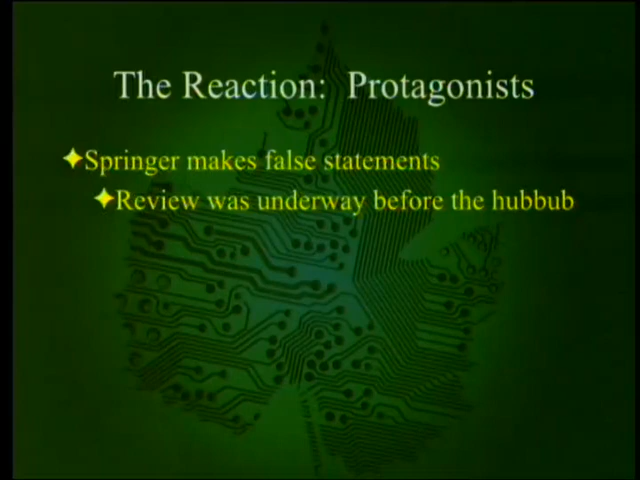 The Reaction: Protagonists
Springer makes false statements
Review was underway before the hubbub